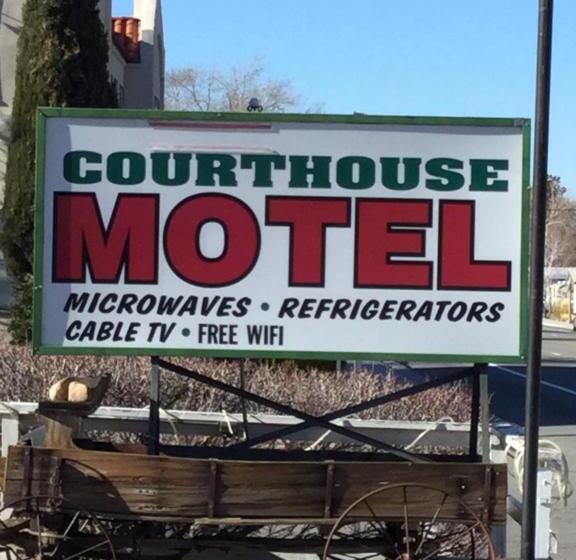 COURTHOUSE
MOTEL
MICROWAVES • REFRIGERATORS
CABLE TV • FREE WIFI